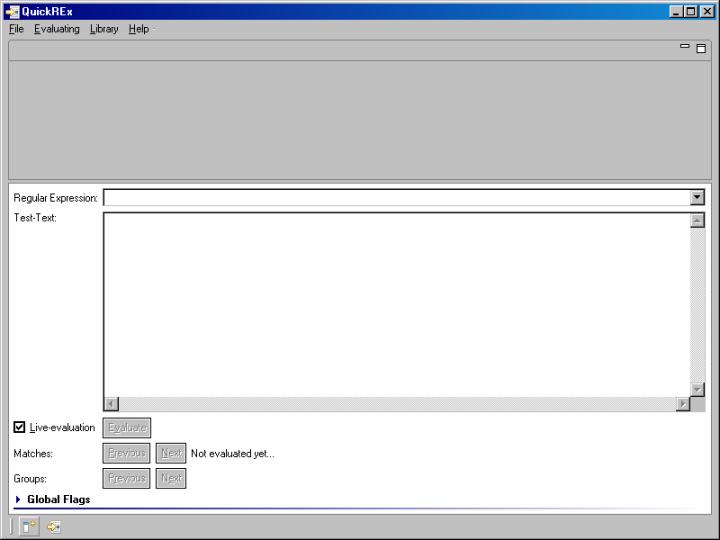 QuickREx
File Evaluating Library Help
Regular Expression:
Test-Text:
Live-evaluation Evaluate
Matches: Previous Next Not evaluated yet...
Groups: Previous Next
Global Flags